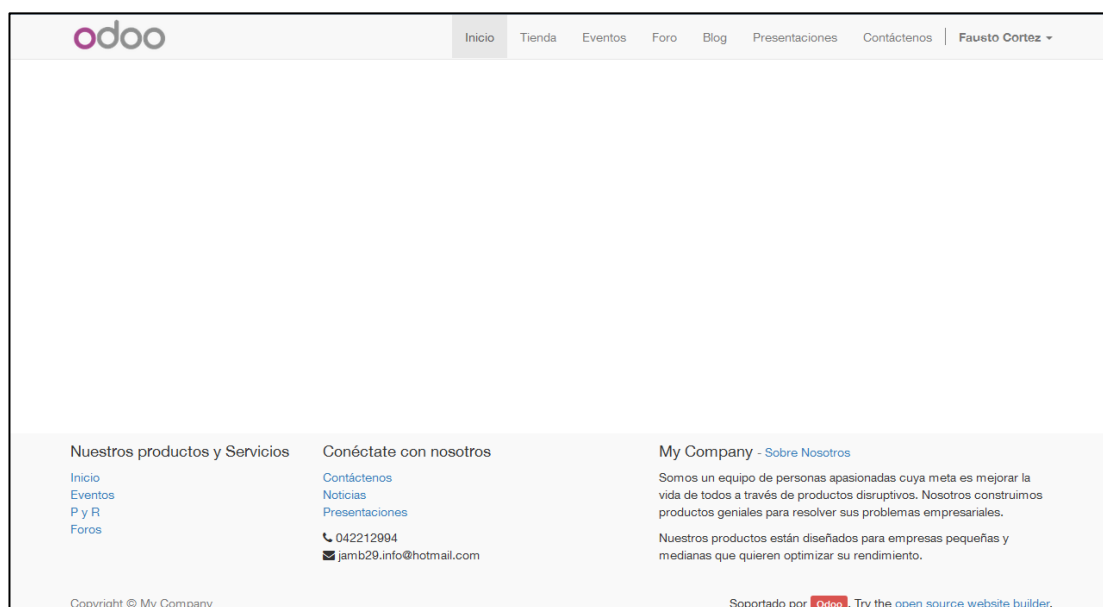 odoo
Inicio Tienda Eventos Foro Blog Presentaciones Contáctenos Fausto Cortez
Nuestros productos y Servicios
Inicio
Eventos
P y R
Foros
Conéctate con nosotros
Contáctenos
Noticias
Presentaciones
042212994
jamb29.info@hotmail.com
My Company - Sobre Nosotros
Somos un equipo de personas apasionadas cuya meta es mejorar la
vida de todos a través de productos disruptivos. Nosotros construimos
productos geniales para resolver sus problemas empresariales.
Nuestros productos están diseñados para empresas pequeñas y
medianas que quieren optimizar su rendimiento.
Copyright © My Company
Soportado por Odoo. Try the open source website builder.